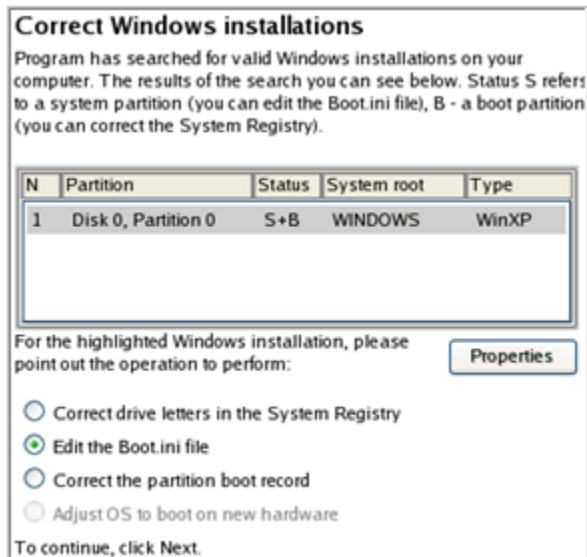 Correct Windows installations
Program has searched for valid Windows installations on your
computer. The results of the search you can see below. Status S refers
to a system partition (you can edit the Boot.ini file), B - a boot partition
(you can correct the System Registry).
N Partition Status System root Type
1 Disk 0, Partition 0 S+B WINDOWS WinXP
For the highlighted Windows installation, please
point out the operation to perform:
Properties
Correct drive letters in the System Registry
Edit the Boot.ini file
Correct the partition boot record
Adjust OS to boot on new hardware
To continue, click Next.